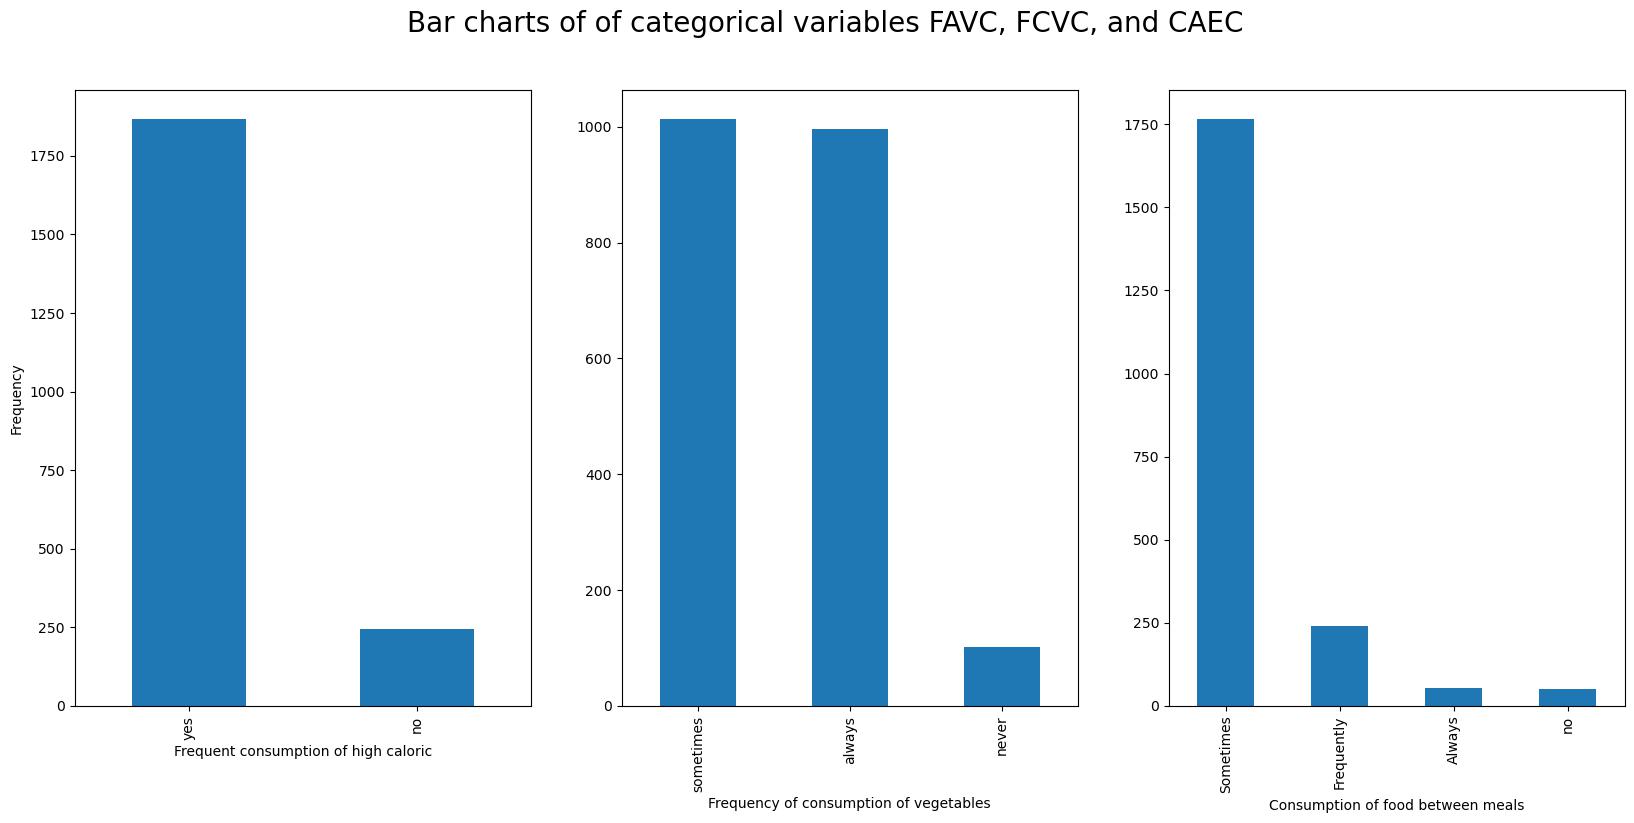 Bar charts of of categorical variables FAVC, FCVC, and CAEC
Frequency
1750
1500
1250
1000
750
500
250
0
yes
no
Frequent consumption of high caloric
1000
800
600
400
200
0
sometimes
always
never
Frequency of consumption of vegetables
1750
1500
1250
1000
750
500
250
0
Sometimes
Frequently
Always
no
Consumption of food between meals